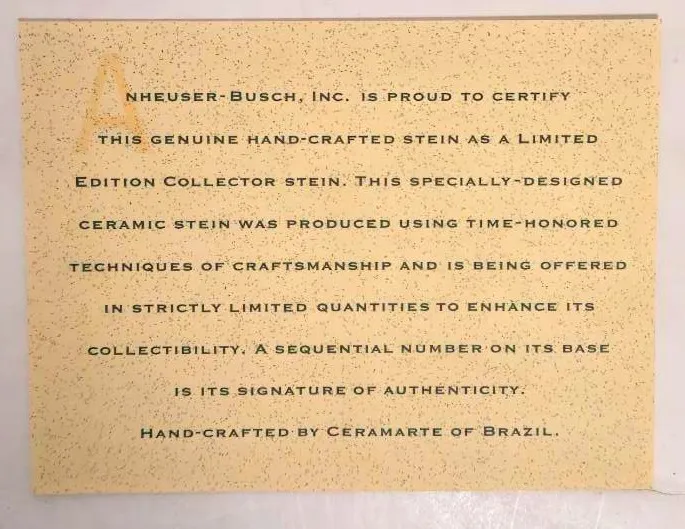 ANHEUSER-BUSCH, INC. IS PROUD TO CERTIFY
THIS GENUINE HAND-CRAFTED STEIN AS A LIMITED
EDITION COLLECTOR STEIN. THIS SPECIALLY-DESIGNED
CERAMIC STEIN WAS PRODUCED USING TIME-HONORED
TECHNIQUES OF CRAFTSMANSHIP AND IS BEING OFFERED
IN STRICTLY LIMITED QUANTITIES TO ENHANCE ITS
COLLECTIBILITY. A SEQUENTIAL NUMBER ON ITS BASE
IS ITS SIGNATURE OF AUTHENTICITY.
HAND-CRAFTED BY CERAMARTE OF BRAZIL.